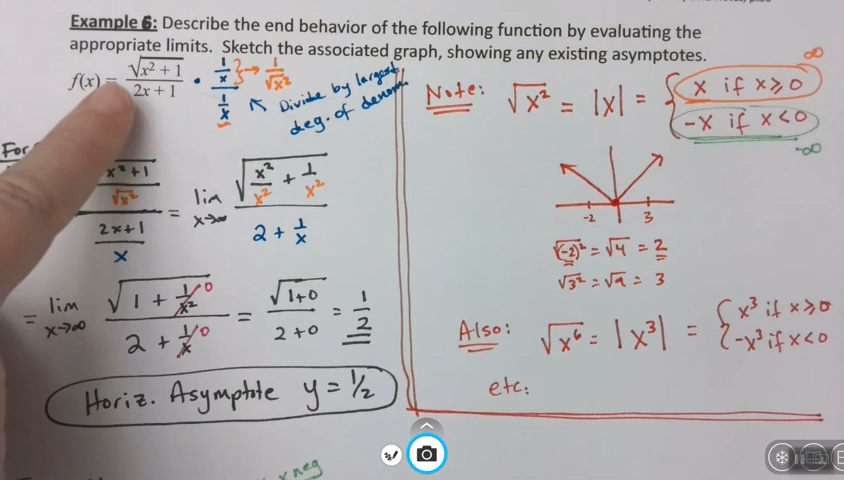 Example 6: Describe the end behavior of the following function by evaluating the
appropriate limits. Sketch the associated graph, showing any existing asymptotes.
f(x) = √(x² + 1) / (2x + 1) • (1/x) / (1/x) } → 1/√x²
← Divide by largest
deg. of denom.
For
(x² + 1)/√x² / ((2x + 1)/x) = lim x→∞ √(x²/x² + 1/x²) / (2 + 1/x)
= lim x→∞ √(1 + 1/x² 0) / (2 + 1/x 0) = √(1+0) / (2+0) = 1/2
Horiz. Asymptote y = 1/2
x neg
Note: √x² = |x| = { x if x ≥ 0
-x if x < 0
∞
-∞
-2 3
√(-2)² = √4 = 2
√3² = √9 = 3
Also: √x⁶ = |x³| = { x³ if x ≥ 0
-x³ if x < 0
etc.